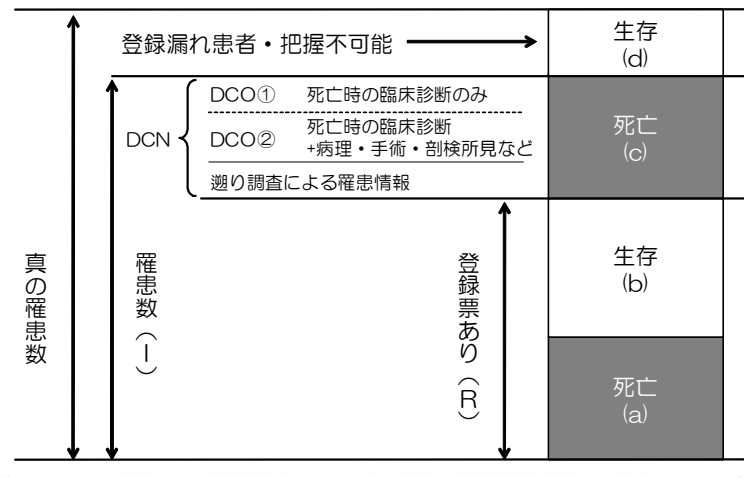 登録漏れ患者・把握不可能
生存
(d)
DCN
DCO① 死亡時の臨床診断のみ
DCO② 死亡時の臨床診断
+病理・手術・剖検所見など
遡り調査による罹患情報
死亡
(c)
真の罹患数
罹患数（I）
登録票あり（R）
生存
(b)
死亡
(a)